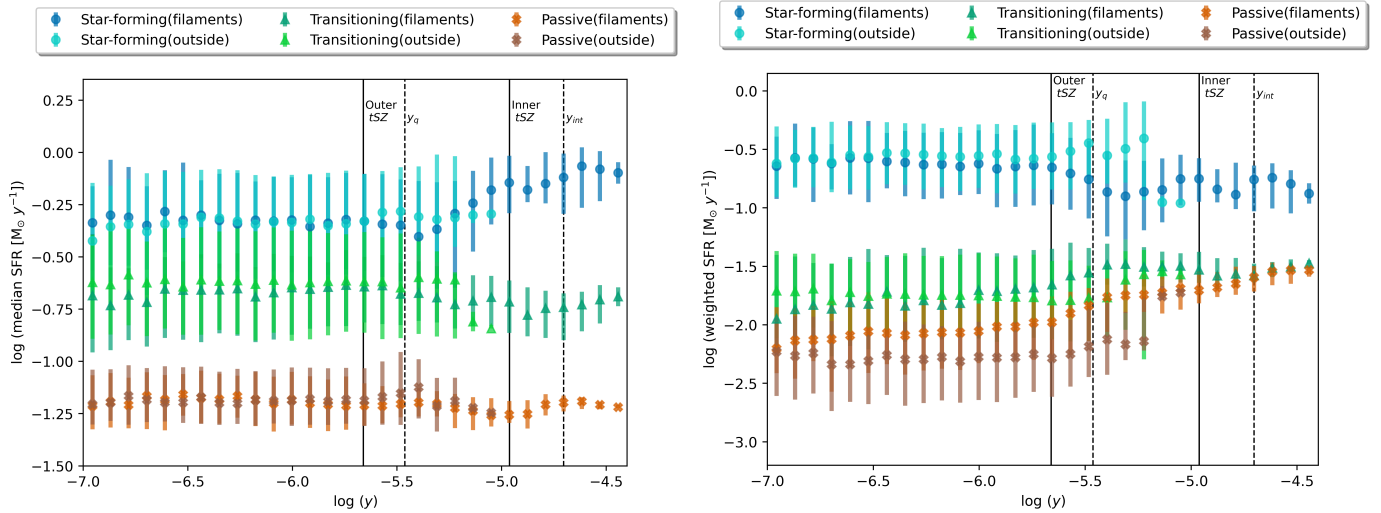 Star-forming(filaments) Transitioning(filaments) Passive(filaments)
Star-forming(outside) Transitioning(outside) Passive(outside)
0.25
0.00
−0.25
−0.50
−0.75
−1.00
−1.25
−1.50
log (median SFR [M⊙ y⁻¹])
Outer
tSZ
y_q
Inner
tSZ
y_int
−7.0 −6.5 −6.0 −5.5 −5.0 −4.5
log (y)
Star-forming(filaments) Transitioning(filaments) Passive(filaments)
Star-forming(outside) Transitioning(outside) Passive(outside)
0.0
−0.5
−1.0
−1.5
−2.0
−2.5
−3.0
log (weighted SFR [M⊙ y⁻¹])
Outer
tSZ
y_q
Inner
tSZ
y_int
−7.0 −6.5 −6.0 −5.5 −5.0 −4.5
log (y)